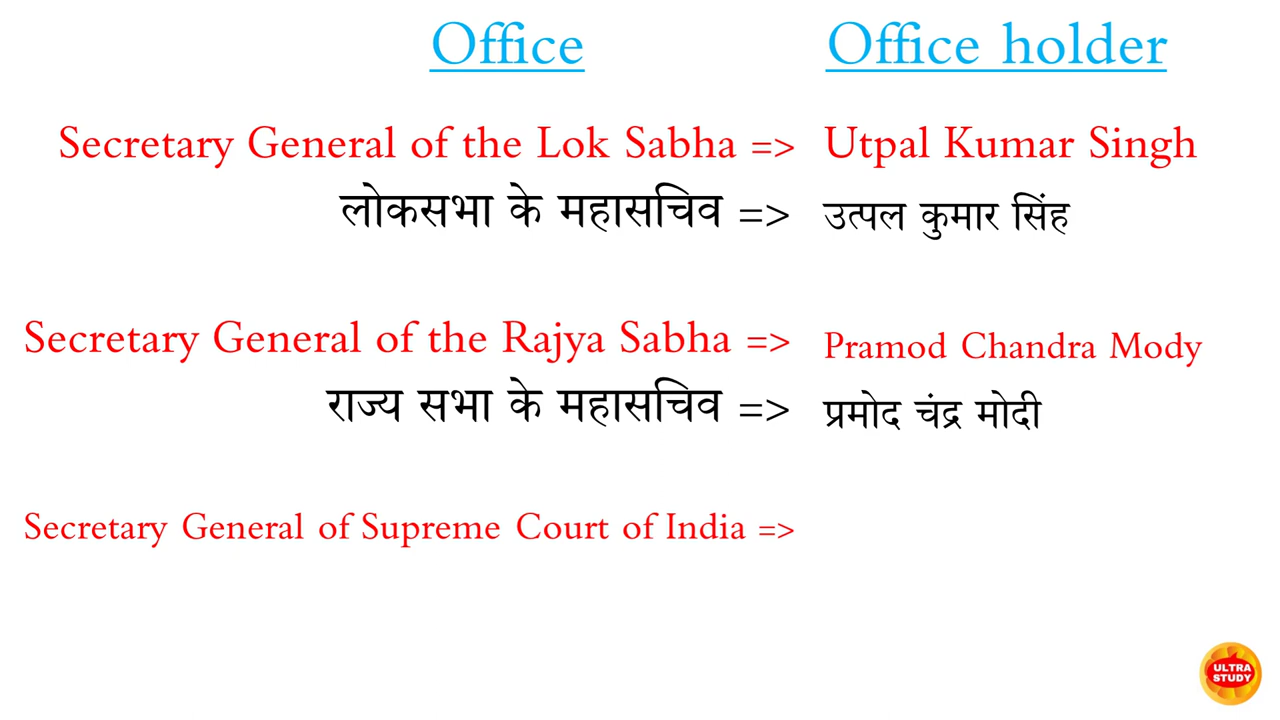 Office Office holder
Secretary General of the Lok Sabha => Utpal Kumar Singh
लोकसभा के महासचिव => उत्पल कुमार सिंह
Secretary General of the Rajya Sabha => Pramod Chandra Mody
राज्य सभा के महासचिव => प्रमोद चंद्र मोदी
Secretary General of Supreme Court of India =>
ULTRA
STUDY